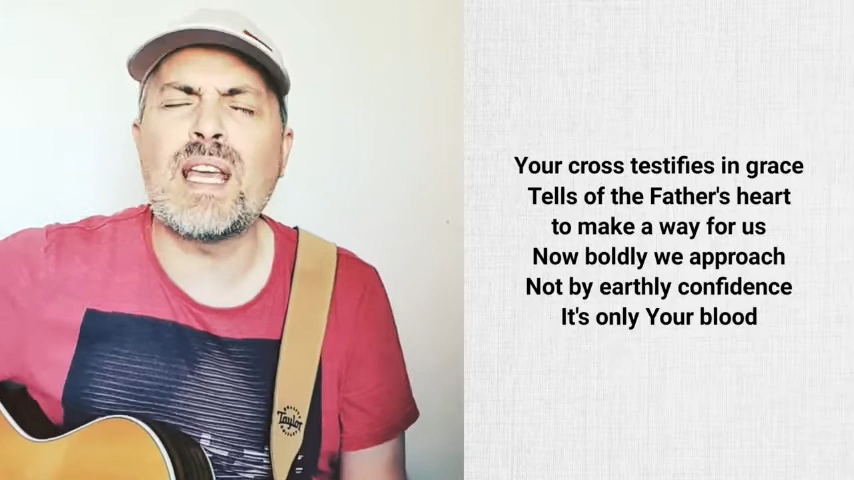 Your cross testifies in grace
Tells of the Father's heart
to make a way for us
Now boldly we approach
Not by earthly confidence
It's only Your blood
Taylor